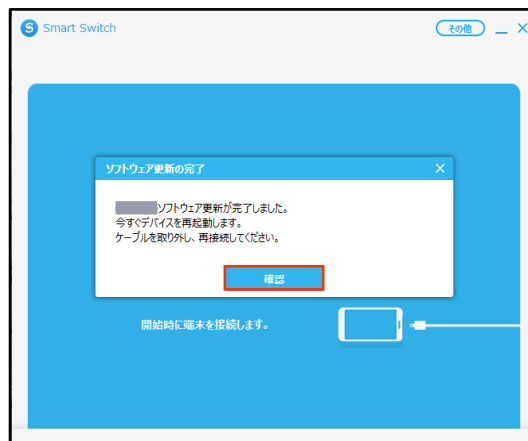 S Smart Switch
その他
ソフトウェア更新の完了
ソフトウェア更新が完了しました。
今すぐデバイスを再起動します。
ケーブルを取り外し、再接続してください。
確認
開始時に端末を接続します。